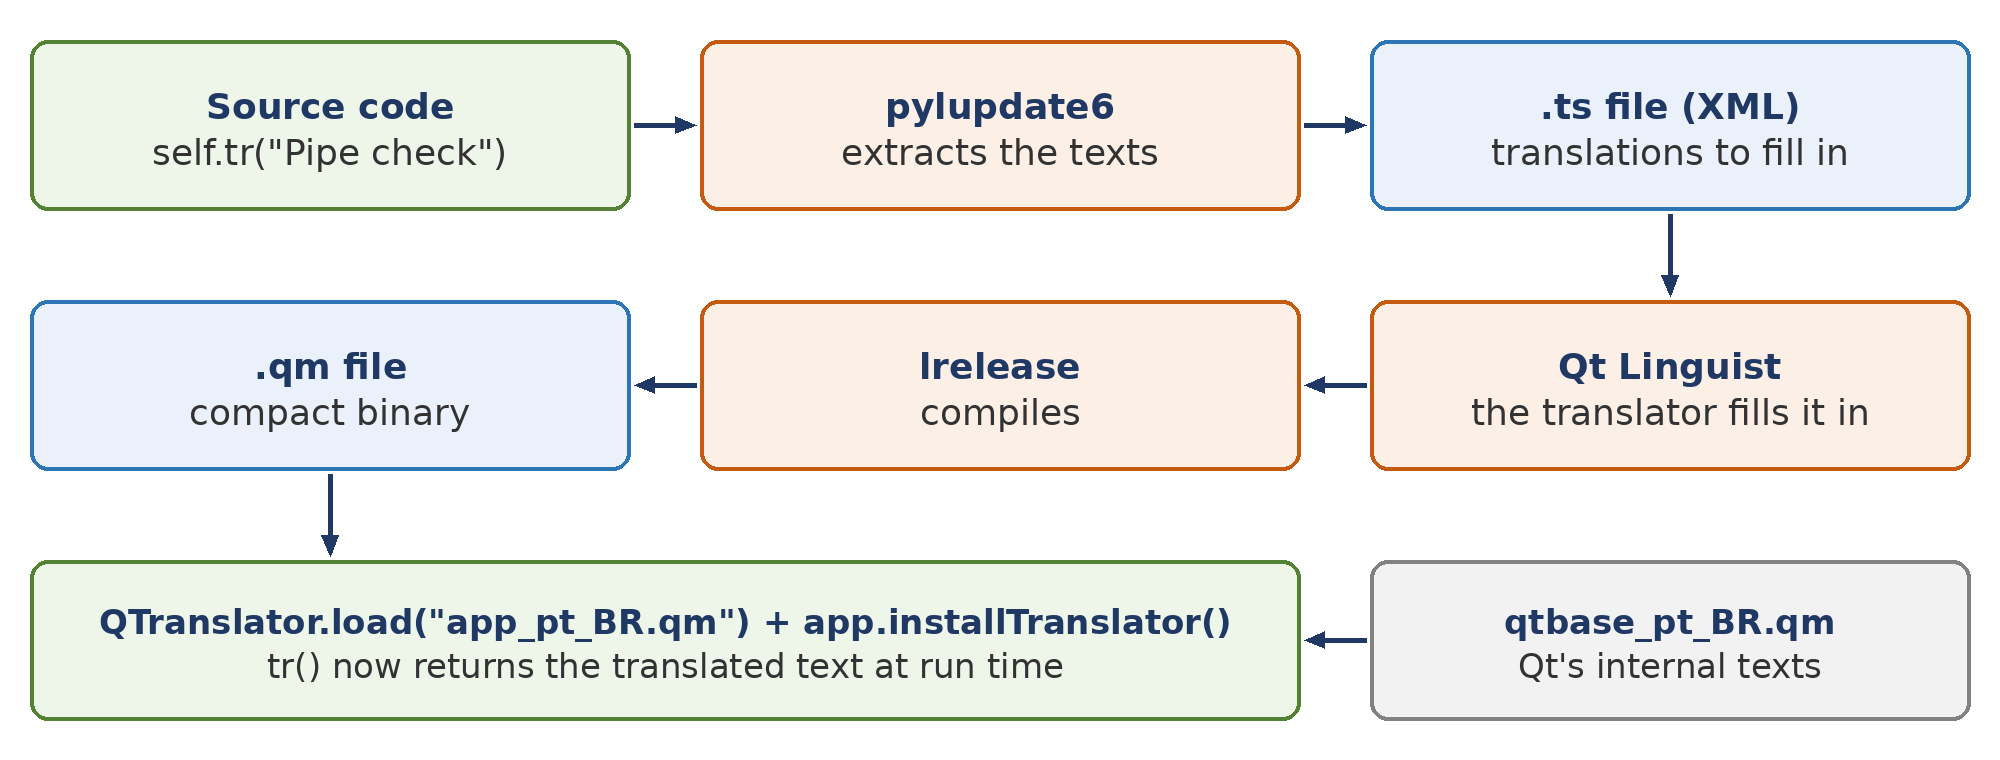 Source code
self.tr("Pipe check")
pylupdate6
extracts the texts
.ts file (XML)
translations to fill in
.qm file
compact binary
lrelease
compiles
Qt Linguist
the translator fills it in
QTranslator.load("app_pt_BR.qm") + app.installTranslator()
tr() now returns the translated text at run time
qtbase_pt_BR.qm
Qt's internal texts